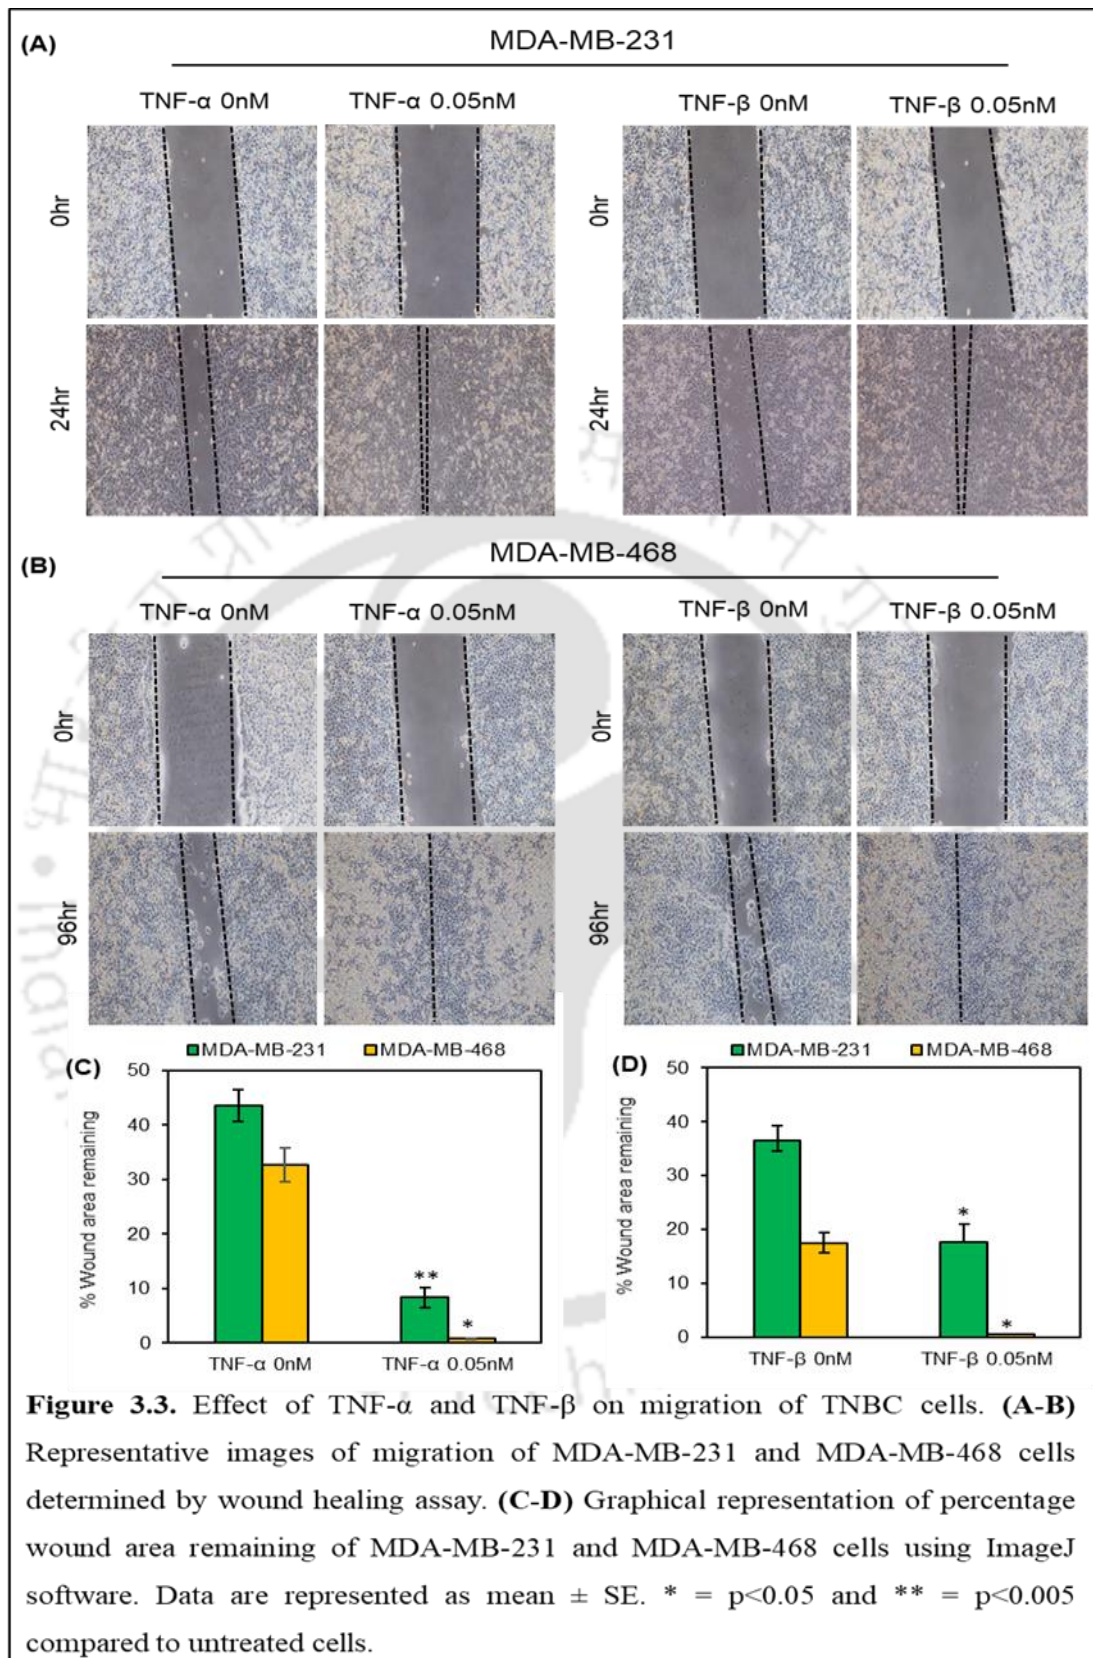 (A)
MDA-MB-231
TNF-α 0nM
TNF-α 0.05nM
TNF-β 0nM
TNF-β 0.05nM
0hr
0hr
24hr
24hr
(B)
MDA-MB-468
TNF-α 0nM
TNF-α 0.05nM
TNF-β 0nM
TNF-β 0.05nM
0hr
0hr
96hr
96hr
(C)
MDA-MB-231 MDA-MB-468
% Wound area remaining
50
40
30
20
10
0
**
*
TNF-α 0nM TNF-α 0.05nM
(D)
MDA-MB-231 MDA-MB-468
% Wound area remaining
50
40
30
20
10
0
*
*
TNF-β 0nM TNF-β 0.05nM
Figure 3.3. Effect of TNF-α and TNF-β on migration of TNBC cells. (A-B)
Representative images of migration of MDA-MB-231 and MDA-MB-468 cells
determined by wound healing assay. (C-D) Graphical representation of percentage
wound area remaining of MDA-MB-231 and MDA-MB-468 cells using ImageJ
software. Data are represented as mean ± SE. * = p<0.05 and ** = p<0.005
compared to untreated cells.